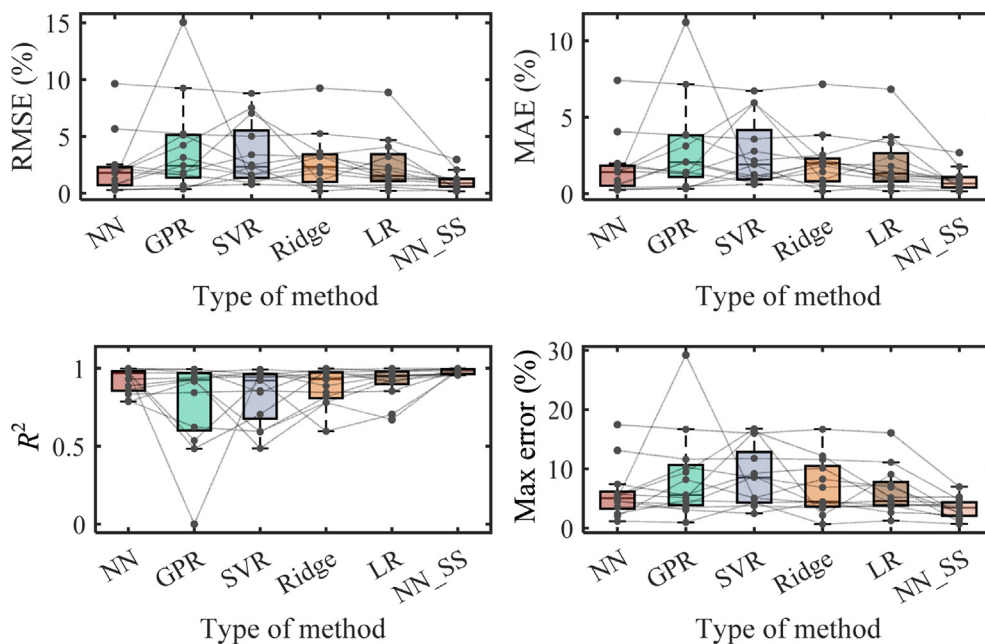 RMSE (%)
15
10
5
0
NN
GPR
SVR
Ridge
LR
NN_SS
Type of method
MAE (%)
10
5
0
NN
GPR
SVR
Ridge
LR
NN_SS
Type of method
R²
1
0.5
0
NN
GPR
SVR
Ridge
LR
NN_SS
Type of method
Max error (%)
30
20
10
0
NN
GPR
SVR
Ridge
LR
NN_SS
Type of method